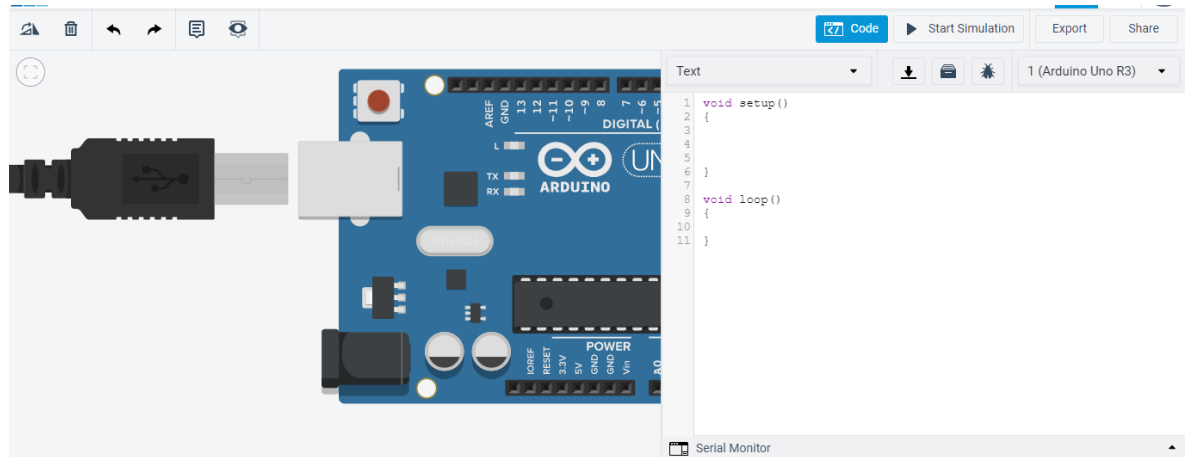 Code
Start Simulation
Export
Share
Text
1 (Arduino Uno R3)
1 void setup()
2 {
3
4
5
6 }
7
8 void loop()
9 {
10
11 }
AREF
GND
13
12
~11
~10
~9
8
7
~6
~5
DIGITAL (
L
TX
RX
UN
ARDUINO
POWER
IOREF
RESET
3.3V
5V
GND
GND
Vin
A0
Serial Monitor